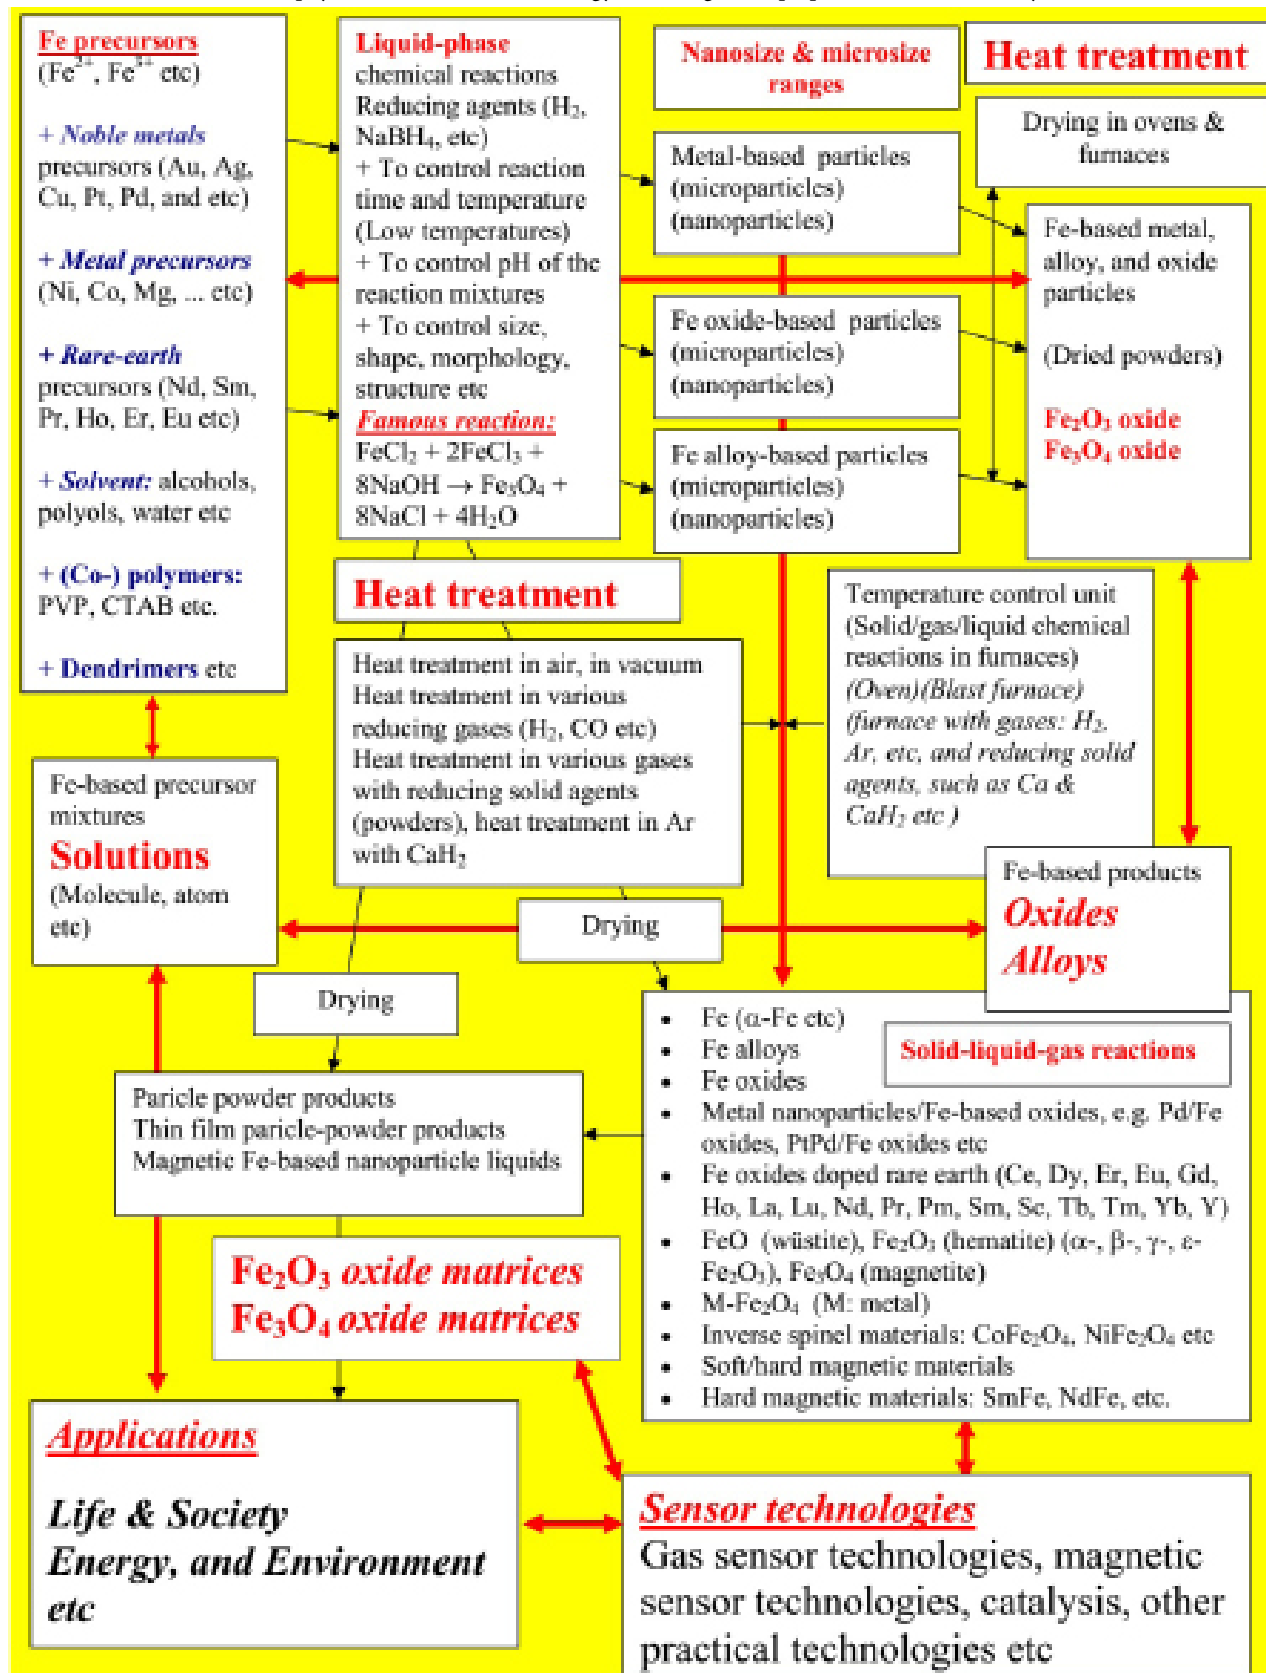 Fe precursors
(Fe2+, Fe3+ etc)
+ Noble metals
precursors (Au, Ag,
Cu, Pt, Pd, and etc)
+ Metal precursors
(Ni, Co, Mg, ... etc)
+ Rare-earth
precursors (Nd, Sm,
Pr, Ho, Er, Eu etc)
+ Solvent: alcohols,
polyols, water etc
+ (Co-) polymers:
PVP, CTAB etc.
+ Dendrimers etc
Liquid-phase
chemical reactions
Reducing agents (H2,
NaBH4, etc)
+ To control reaction
time and temperature
(Low temperatures)
+ To control pH of the
reaction mixtures
+ To control size,
shape, morphology,
structure etc
Famous reaction:
FeCl2 + 2FeCl3 +
8NaOH → Fe3O4 +
8NaCl + 4H2O
Nanosize & microsize
ranges
Metal-based particles
(microparticles)
(nanoparticles)
Fe oxide-based particles
(microparticles)
(nanoparticles)
Fe alloy-based particles
(microparticles)
(nanoparticles)
Heat treatment
Drying in ovens &
furnaces
Fe-based metal,
alloy, and oxide
particles
(Dried powders)
Fe2O3 oxide
Fe3O4 oxide
Heat treatment
Heat treatment in air, in vacuum
Heat treatment in various
reducing gases (H2, CO etc)
Heat treatment in various gases
with reducing solid agents
(powders), heat treatment in Ar
with CaH2
Temperature control unit
(Solid/gas/liquid chemical
reactions in furnaces)
(Oven)(Blast furnace)
(furnace with gases: H2,
Ar, etc, and reducing solid
agents, such as Ca &
CaH2 etc )
Fe-based precursor
mixtures
Solutions
(Molecule, atom
etc)
Drying
Drying
Fe-based products
Oxides
Alloys
Solid-liquid-gas reactions
• Fe (α-Fe etc)
• Fe alloys
• Fe oxides
• Metal nanoparticles/Fe-based oxides, e.g. Pd/Fe
oxides, PtPd/Fe oxides etc
• Fe oxides doped rare earth (Ce, Dy, Er, Eu, Gd,
Ho, La, Lu, Nd, Pr, Pm, Sm, Sc, Tb, Tm, Yb, Y)
• FeO (wüstite), Fe2O3 (hematite) (α-, β-, γ-, ε-
Fe2O3), Fe3O4 (magnetite)
• M-Fe2O4 (M: metal)
• Inverse spinel materials: CoFe2O4, NiFe2O4 etc
• Soft/hard magnetic materials
• Hard magnetic materials: SmFe, NdFe, etc.
Paricle powder products
Thin film paricle-powder products
Magnetic Fe-based nanoparticle liquids
Fe2O3 oxide matrices
Fe3O4 oxide matrices
Applications
Life & Society
Energy, and Environment
etc
Sensor technologies
Gas sensor technologies, magnetic
sensor technologies, catalysis, other
practical technologies etc